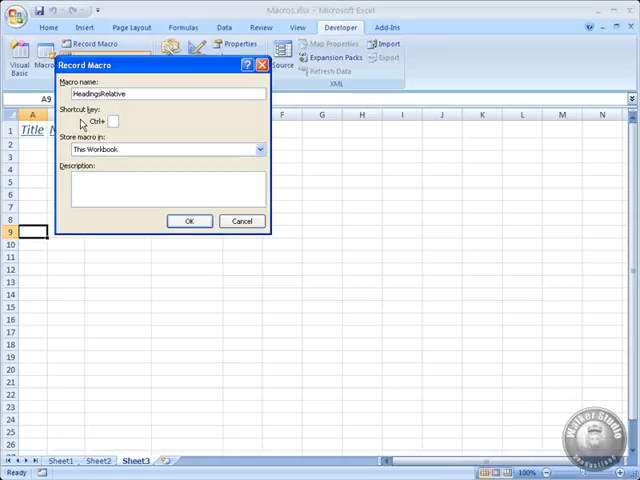 Macros.xlsx - Microsoft Excel
Home Insert Page Layout Formulas Data Review View Developer Add-Ins
Record Macro
Properties
Map Properties
Import
Expansion Packs
Export
Refresh Data
Visual
Basic
Source
XML
Record Macro
Macro name:
HeadingsRelative
Shortcut key:
Ctrl+
Store macro in:
This Workbook
Description:
OK Cancel
A9
A F G H I J K L M N
1 Title
2
3
4
5
6
7
8
9
10
11
12
13
14
15
16
17
18
19
20
21
22
23
24
25
26
Walker Studio
Productions
Sheet1 Sheet2 Sheet3
Ready 100%